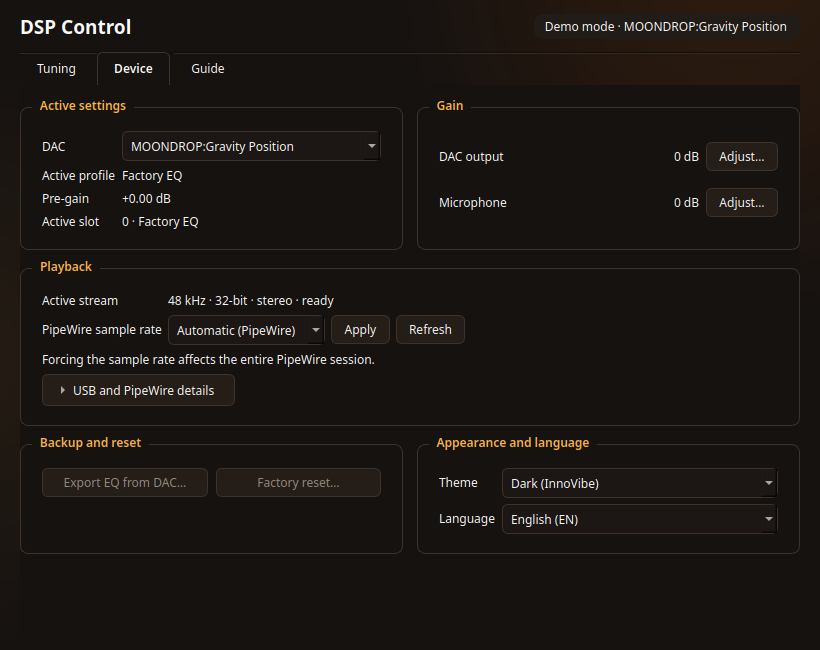 DSP Control
Demo mode · MOONDROP:Gravity Position
Tuning
Device
Guide
Active settings
DAC
MOONDROP:Gravity Position
Active profile Factory EQ
Pre-gain +0.00 dB
Active slot 0 · Factory EQ
Gain
DAC output 0 dB Adjust...
Microphone 0 dB Adjust...
Playback
Active stream 48 kHz · 32-bit · stereo · ready
PipeWire sample rate Automatic (PipeWire) Apply Refresh
Forcing the sample rate affects the entire PipeWire session.
USB and PipeWire details
Backup and reset
Export EQ from DAC... Factory reset...
Appearance and language
Theme Dark (InnoVibe)
Language English (EN)